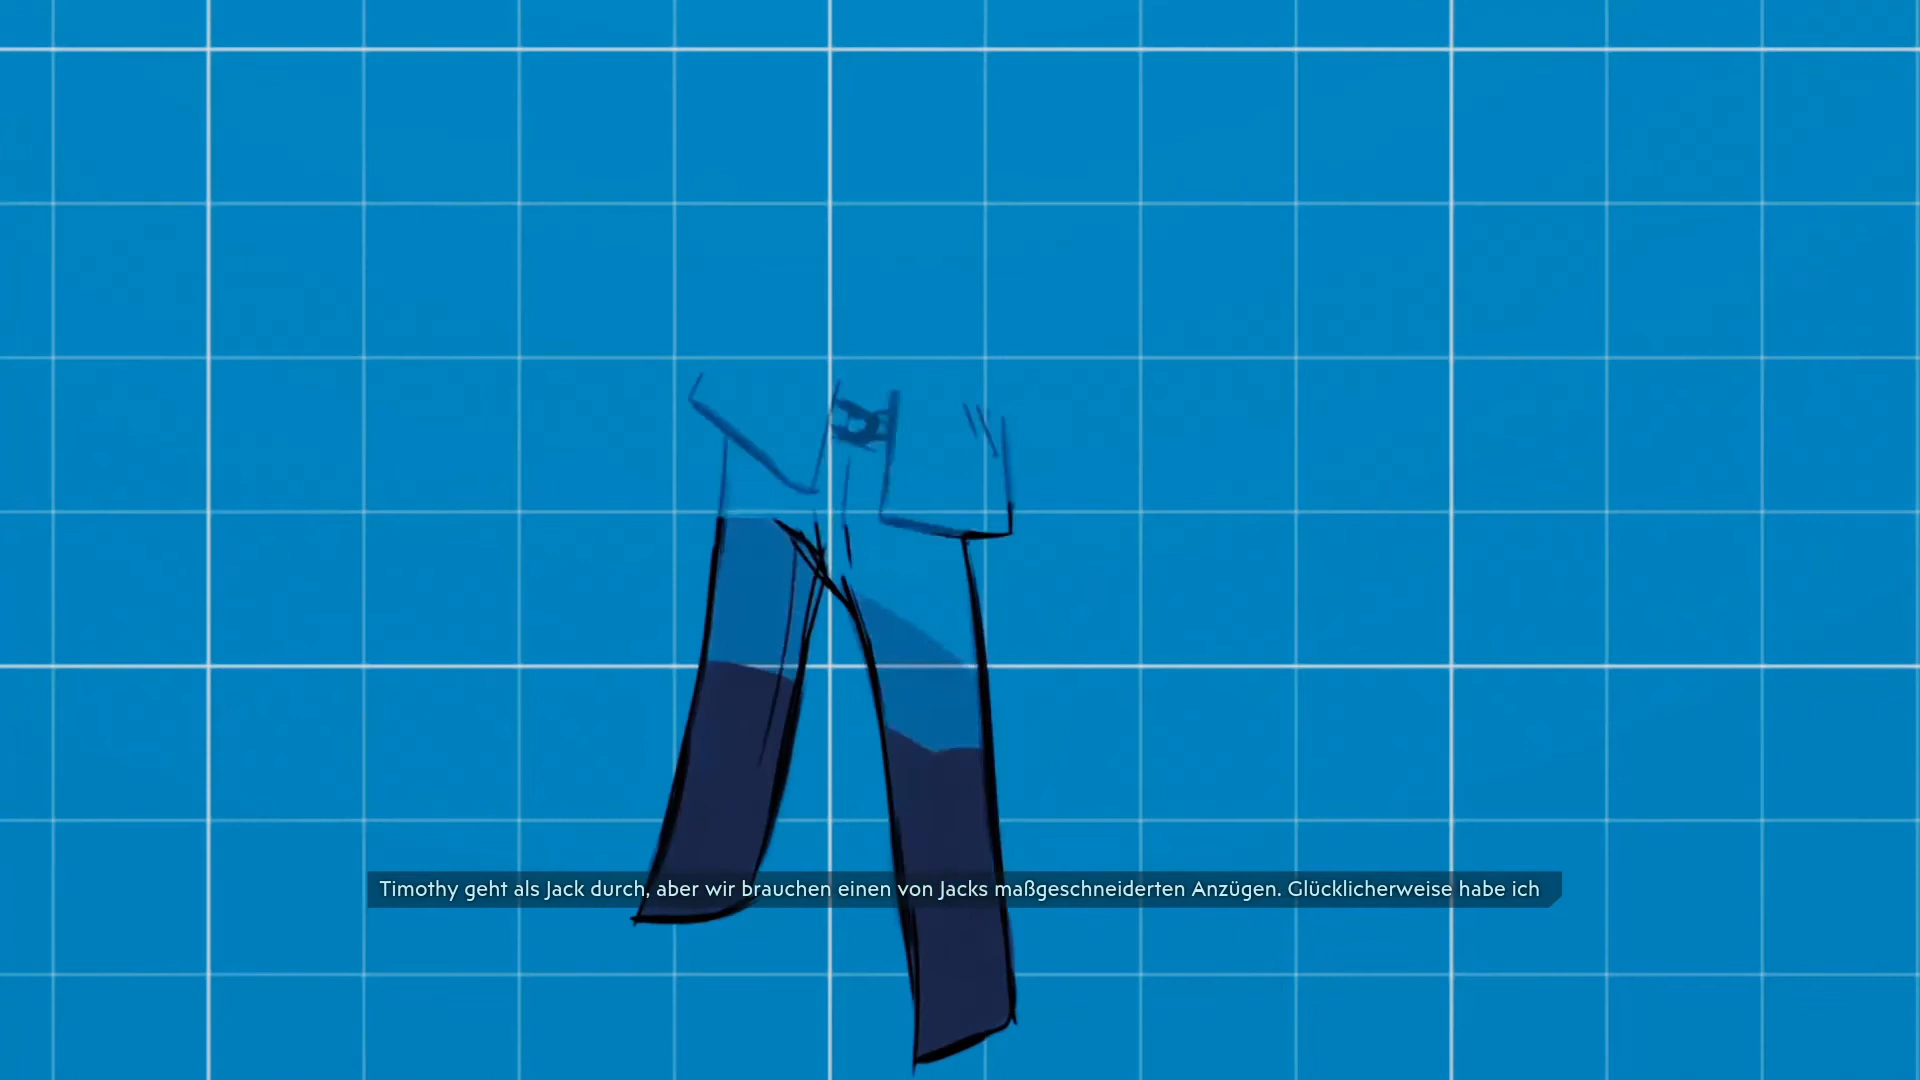 Timothy geht als Jack durch, aber wir brauchen einen von Jacks maßgeschneiderten Anzügen. Glücklicherweise habe ich